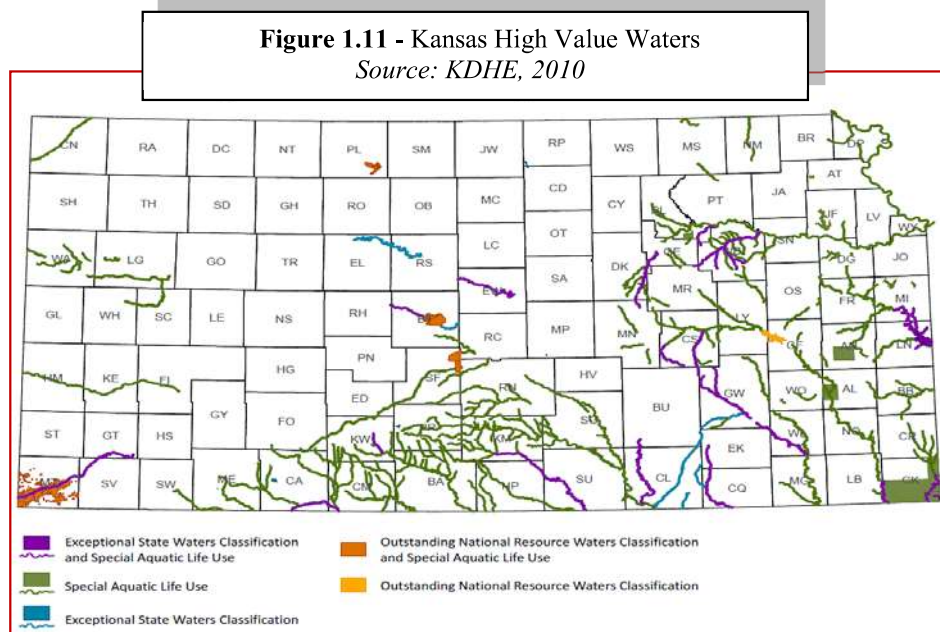 Figure 1.11 - Kansas High Value Waters
Source: KDHE, 2010
CN RA DC NT PL SM JW RP WS MS NM BR DP
SH TH SD GH RO OB MC CD CY PT JA AT
OT JF LV WY
WA LG GO TR EL RS LC SA DK GE SN DG JO
EW MR OS FR MI
GL WH SC LE NS RH RC MP MN LY CS CF LN
HM KE FI HG PN SF RN HV
GY ED BU GW WO AL BB
ST GT HS FO KW KM SG EK NO CR
SV SW ME CA CM BA HP SU CL CQ MG LB CK
Exceptional State Waters Classification
and Special Aquatic Life Use
Special Aquatic Life Use
Exceptional State Waters Classification
Outstanding National Resource Waters Classification
and Special Aquatic Life Use
Outstanding National Resource Waters Classification